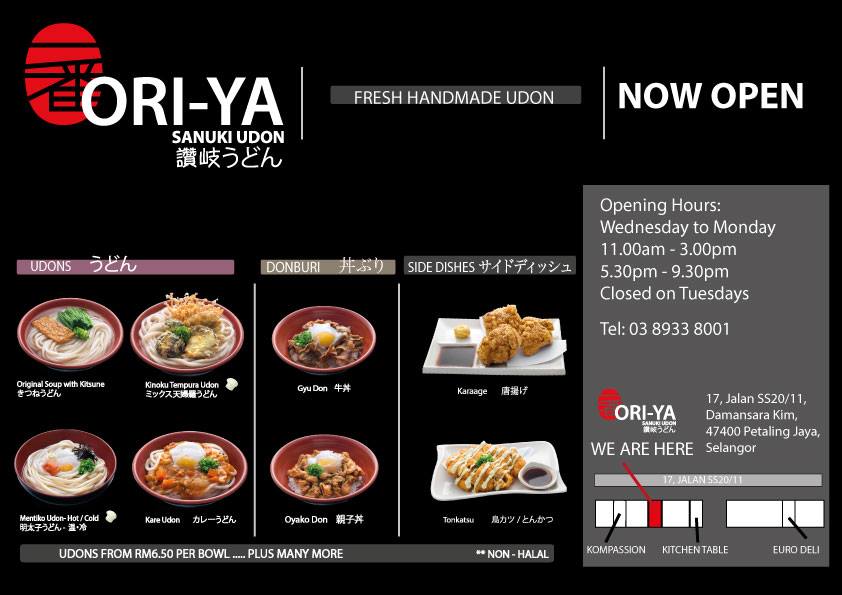 一番
ORI-YA
SANUKI UDON
讃岐うどん
FRESH HANDMADE UDON
NOW OPEN
Opening Hours:
Wednesday to Monday
11.00am - 3.00pm
5.30pm - 9.30pm
Closed on Tuesdays
Tel: 03 8933 8001
UDONS うどん
DONBURI 丼ぶり
SIDE DISHES サイドディッシュ
Original Soup with Kitsune
きつねうどん
Kinoku Tempura Udon
ミックス天婦羅うどん
Gyu Don 牛丼
Karaage 唐揚げ
Mentiko Udon- Hot / Cold
明太子うどん - 温・冷
Kare Udon カレーうどん
Oyako Don 親子丼
Tonkatsu 鳥カツ / とんかつ
UDONS FROM RM6.50 PER BOWL ..... PLUS MANY MORE
** NON - HALAL
一番
ORI-YA
SANUKI UDON
讃岐うどん
17, Jalan SS20/11,
Damansara Kim,
47400 Petaling Jaya,
Selangor
WE ARE HERE
17, JALAN SS20/11
KOMPASSION
KITCHEN TABLE
EURO DELI